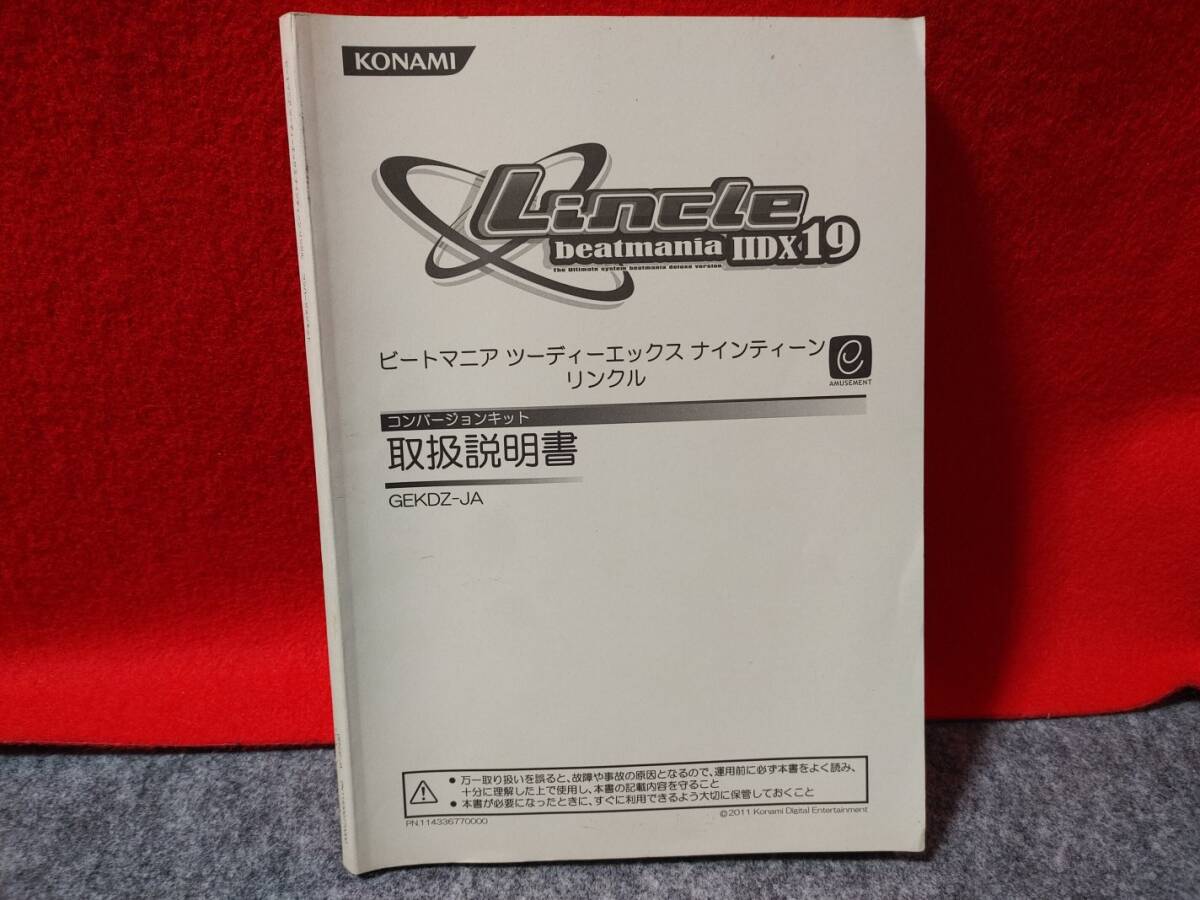 KONAMI
Lincle
beatmania IIDX19
The Ultimate system beatmania deluxe version
ビートマニア ツーディーエックス ナインティーン
リンクル
e
AMUSEMENT
コンバージョンキット
取扱説明書
GEKDZ-JA
● 万一取り扱いを誤ると、故障や事故の原因となるので、運用前に必ず本書をよく読み、
十分に理解した上で使用し、本書の記載内容を守ること
● 本書が必要になったときに、すぐに利用できるよう大切に保管しておくこと
PN.114336770000
©2011 Konami Digital Entertainment